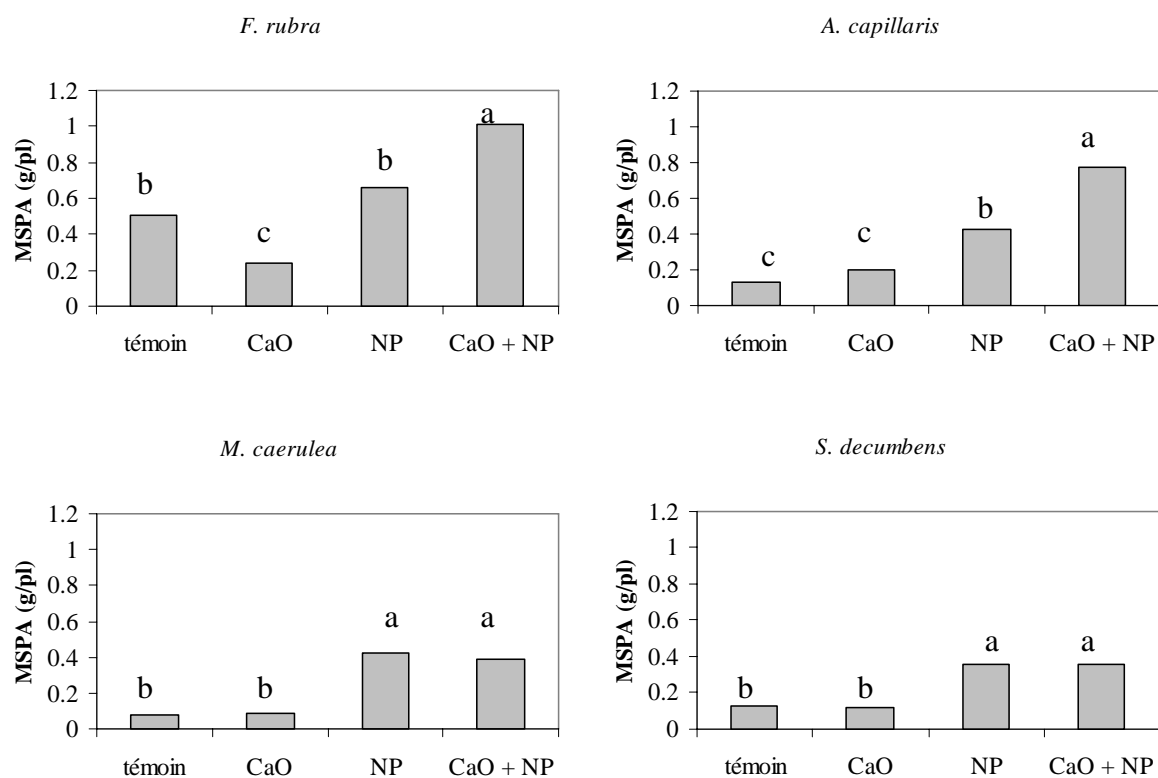 F. rubra
MSPA (g/pl)
1.2
1
0.8
0.6
0.4
0.2
0
b
c
b
a
témoin
CaO
NP
CaO + NP
A. capillaris
MSPA (g/pl)
1.2
1
0.8
0.6
0.4
0.2
0
c
c
b
a
témoin
CaO
NP
CaO + NP
M. caerulea
MSPA (g/pl)
1.2
1
0.8
0.6
0.4
0.2
0
b
b
a
a
témoin
CaO
NP
CaO + NP
S. decumbens
MSPA (g/pl)
1.2
1
0.8
0.6
0.4
0.2
0
b
b
a
a
témoin
CaO
NP
CaO + NP